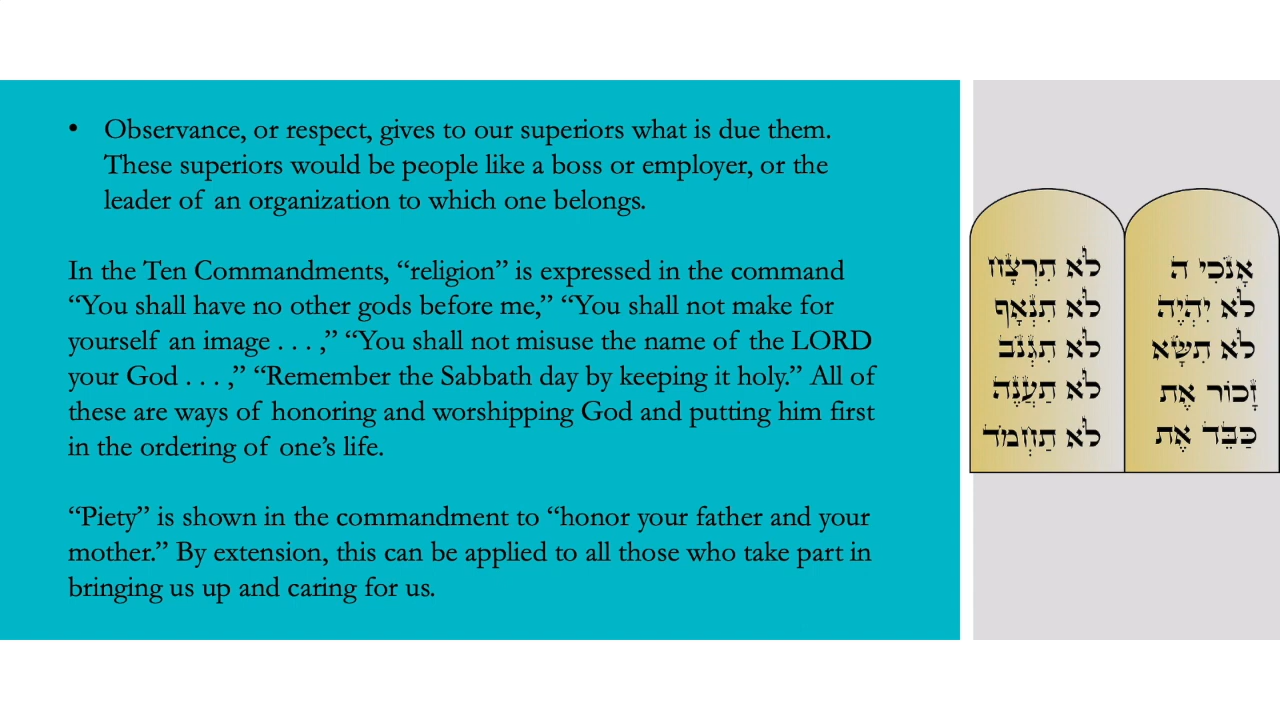 • Observance, or respect, gives to our superiors what is due them.
These superiors would be people like a boss or employer, or the
leader of an organization to which one belongs.
In the Ten Commandments, “religion” is expressed in the command
“You shall have no other gods before me,” “You shall not make for
yourself an image . . . ,” “You shall not misuse the name of the LORD
your God . . . ,” “Remember the Sabbath day by keeping it holy.” All of
these are ways of honoring and worshipping God and putting him first
in the ordering of one’s life.
“Piety” is shown in the commandment to “honor your father and your
mother.” By extension, this can be applied to all those who take part in
bringing us up and caring for us.
אָנֹכִי ה
לֹא יִהְיֶה
לֹא תִשָּׂא
זָכוֹר אֶת
כַּבֵּד אֶת
לֹא תִרְצָח
לֹא תִנְאָף
לֹא תִגְנֹב
לֹא תַעֲנֶה
לֹא תַחְמֹד